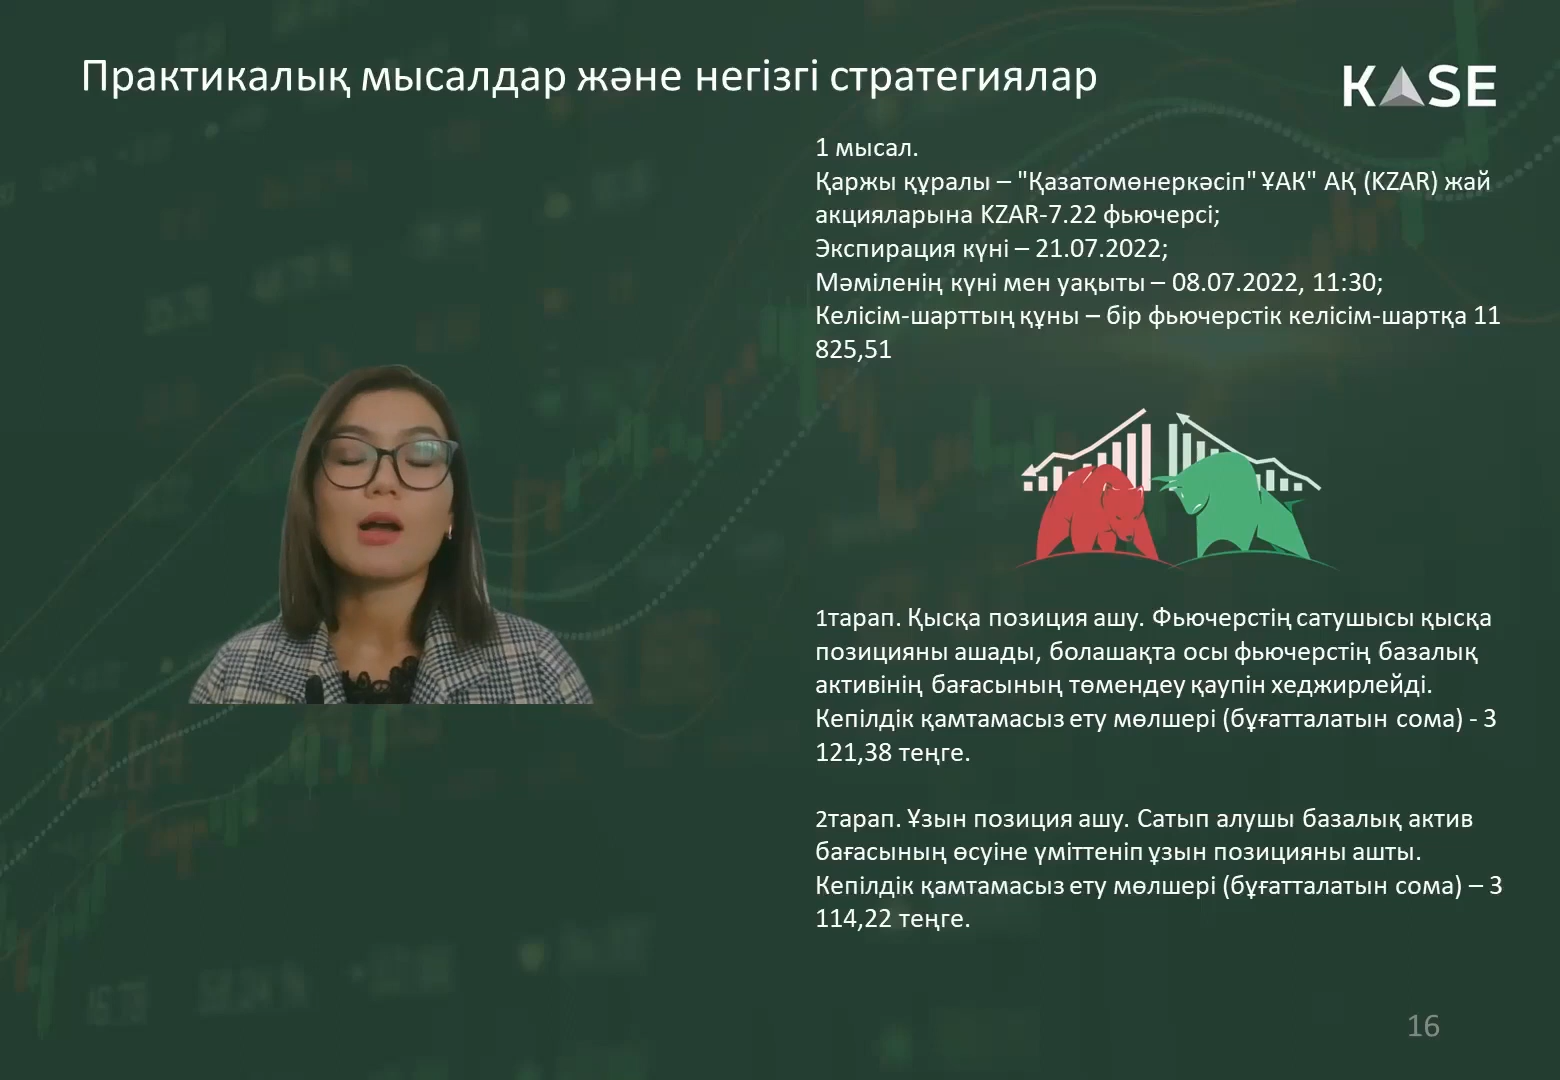 Практикалық мысалдар және негізгі стратегиялар
KASE
1 мысал.
Қаржы құралы – "Қазатомөнеркәсіп" ҰАК" АҚ (KZAR) жай
акцияларына KZAR-7.22 фьючерсі;
Экспирация күні – 21.07.2022;
Мәміленің күні мен уақыты – 08.07.2022, 11:30;
Келісім-шарттың құны – бір фьючерстік келісім-шартқа 11
825,51
1тарап. Қысқа позиция ашу. Фьючерстің сатушысы қысқа
позицияны ашады, болашақта осы фьючерстің базалық
активінің бағасының төмендеу қаупін хеджирлейді.
Кепілдік қамтамасыз ету мөлшері (бұғатталатын сома) - 3
121,38 теңге.
2тарап. Ұзын позиция ашу. Сатып алушы базалық актив
бағасының өсуіне үміттеніп ұзын позицияны ашты.
Кепілдік қамтамасыз ету мөлшері (бұғатталатын сома) – 3
114,22 теңге.
16